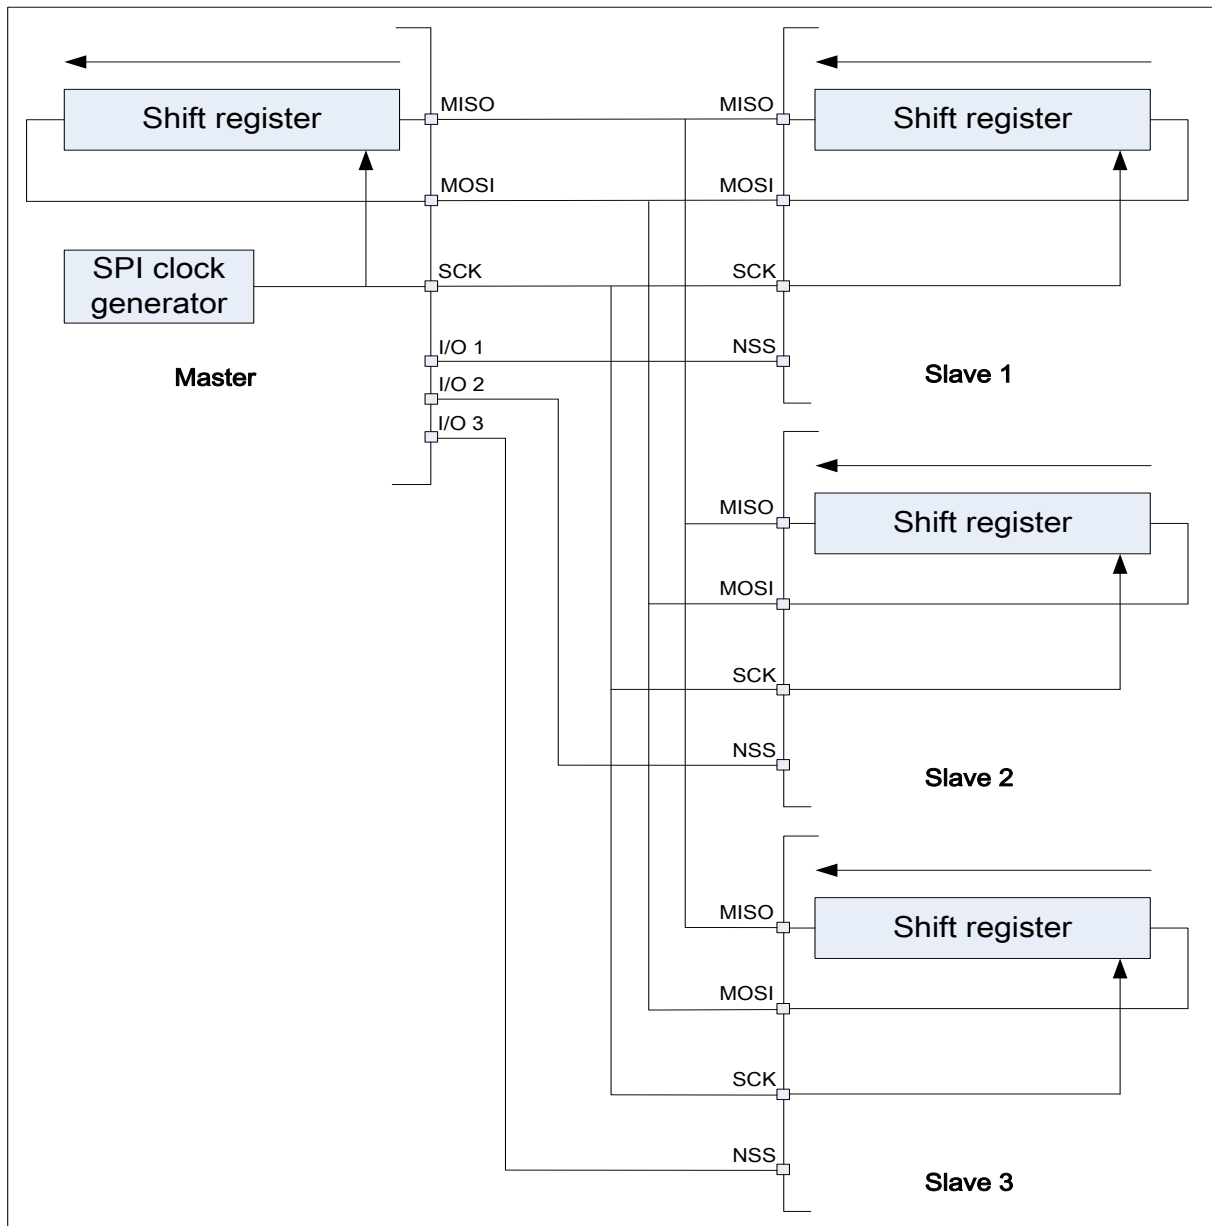 Shift register
MISO
MOSI
SPI clock
generator
SCK
I/O 1
I/O 2
I/O 3
Master
MISO
Shift register
MOSI
SCK
NSS
Slave 1
MISO
Shift register
MOSI
SCK
NSS
Slave 2
MISO
Shift register
MOSI
SCK
NSS
Slave 3